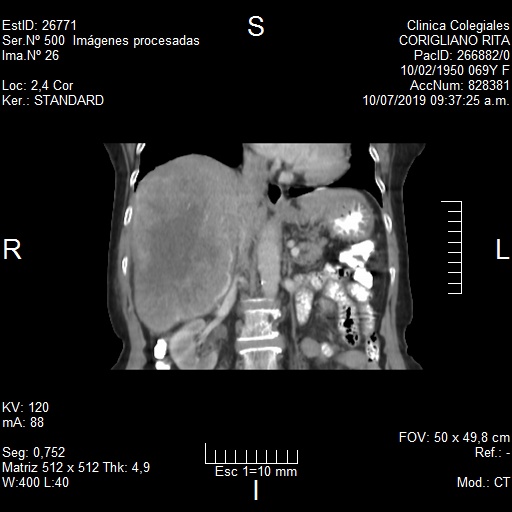 EstID: 26771
Ser.Nº 500 Imágenes procesadas
Ima.Nº 26
Loc: 2,4 Cor
Ker.: STANDARD
S
Clinica Colegiales
CORIGLIANO RITA
PacID: 266882/0
10/02/1950 069Y F
AccNum: 828381
10/07/2019 09:37:25 a.m.
R
L
KV: 120
mA: 88
Seg: 0,752
Matriz 512 x 512 Thk: 4,9
W:400 L:40
Esc 1=10 mm
I
FOV: 50 x 49,8 cm
Ref.: -
Mod.: CT